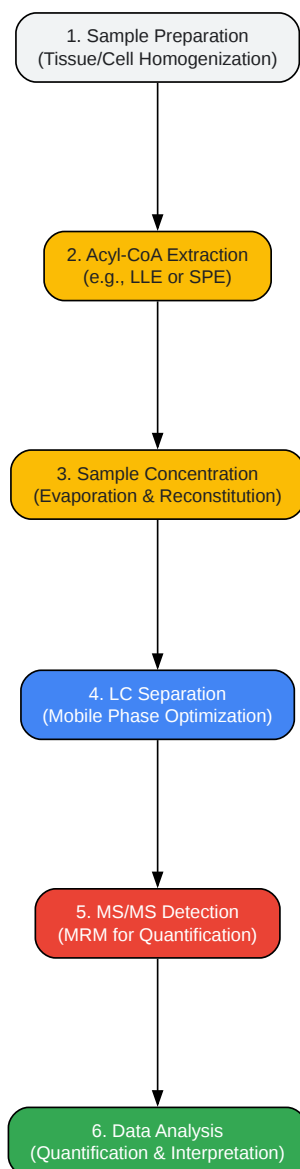 1. Sample Preparation
(Tissue/Cell Homogenization)
2. Acyl-CoA Extraction
(e.g., LLE or SPE)
3. Sample Concentration
(Evaporation & Reconstitution)
4. LC Separation
(Mobile Phase Optimization)
5. MS/MS Detection
(MRM for Quantification)
6. Data Analysis
(Quantification & Interpretation)